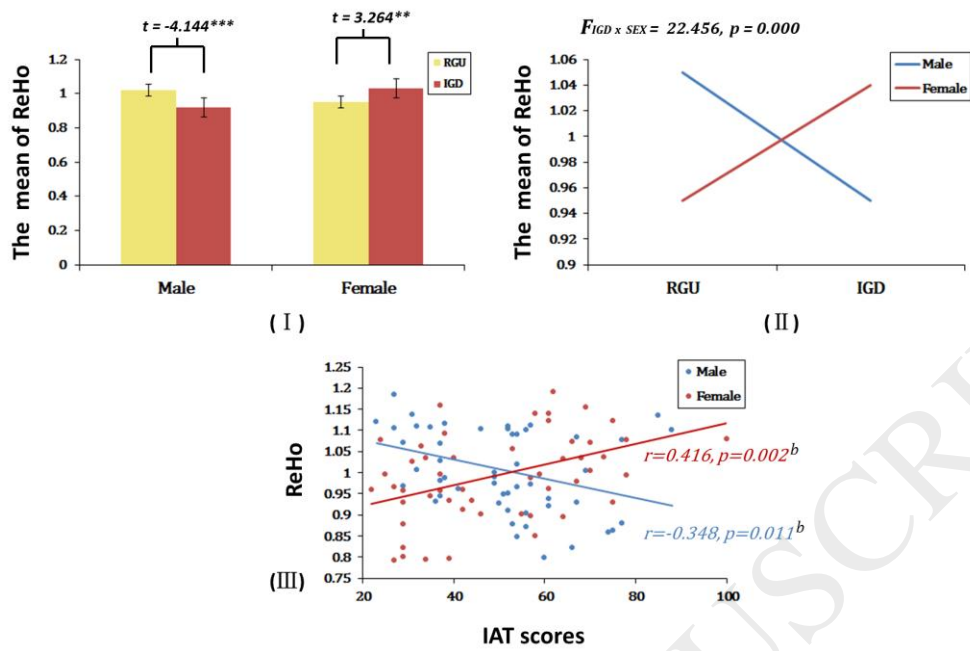 t = -4.144***
t = 3.264**
The mean of ReHo
1.2
1
0.8
0.6
0.4
0.2
0
RGU
IGD
Male
Female
( Ⅰ )
FIGD x SEX = 22.456, p = 0.000
The mean of ReHo
1.06
1.04
1.02
1
0.98
0.96
0.94
0.92
0.9
Male
Female
RGU
IGD
(Ⅱ)
ReHo
1.25
1.2
1.15
1.1
1.05
1
0.95
0.9
0.85
0.8
0.75
Male
Female
r=0.416, p=0.002b
r=-0.348, p=0.011b
(Ⅲ)
20
40
60
80
100
IAT scores
USCR